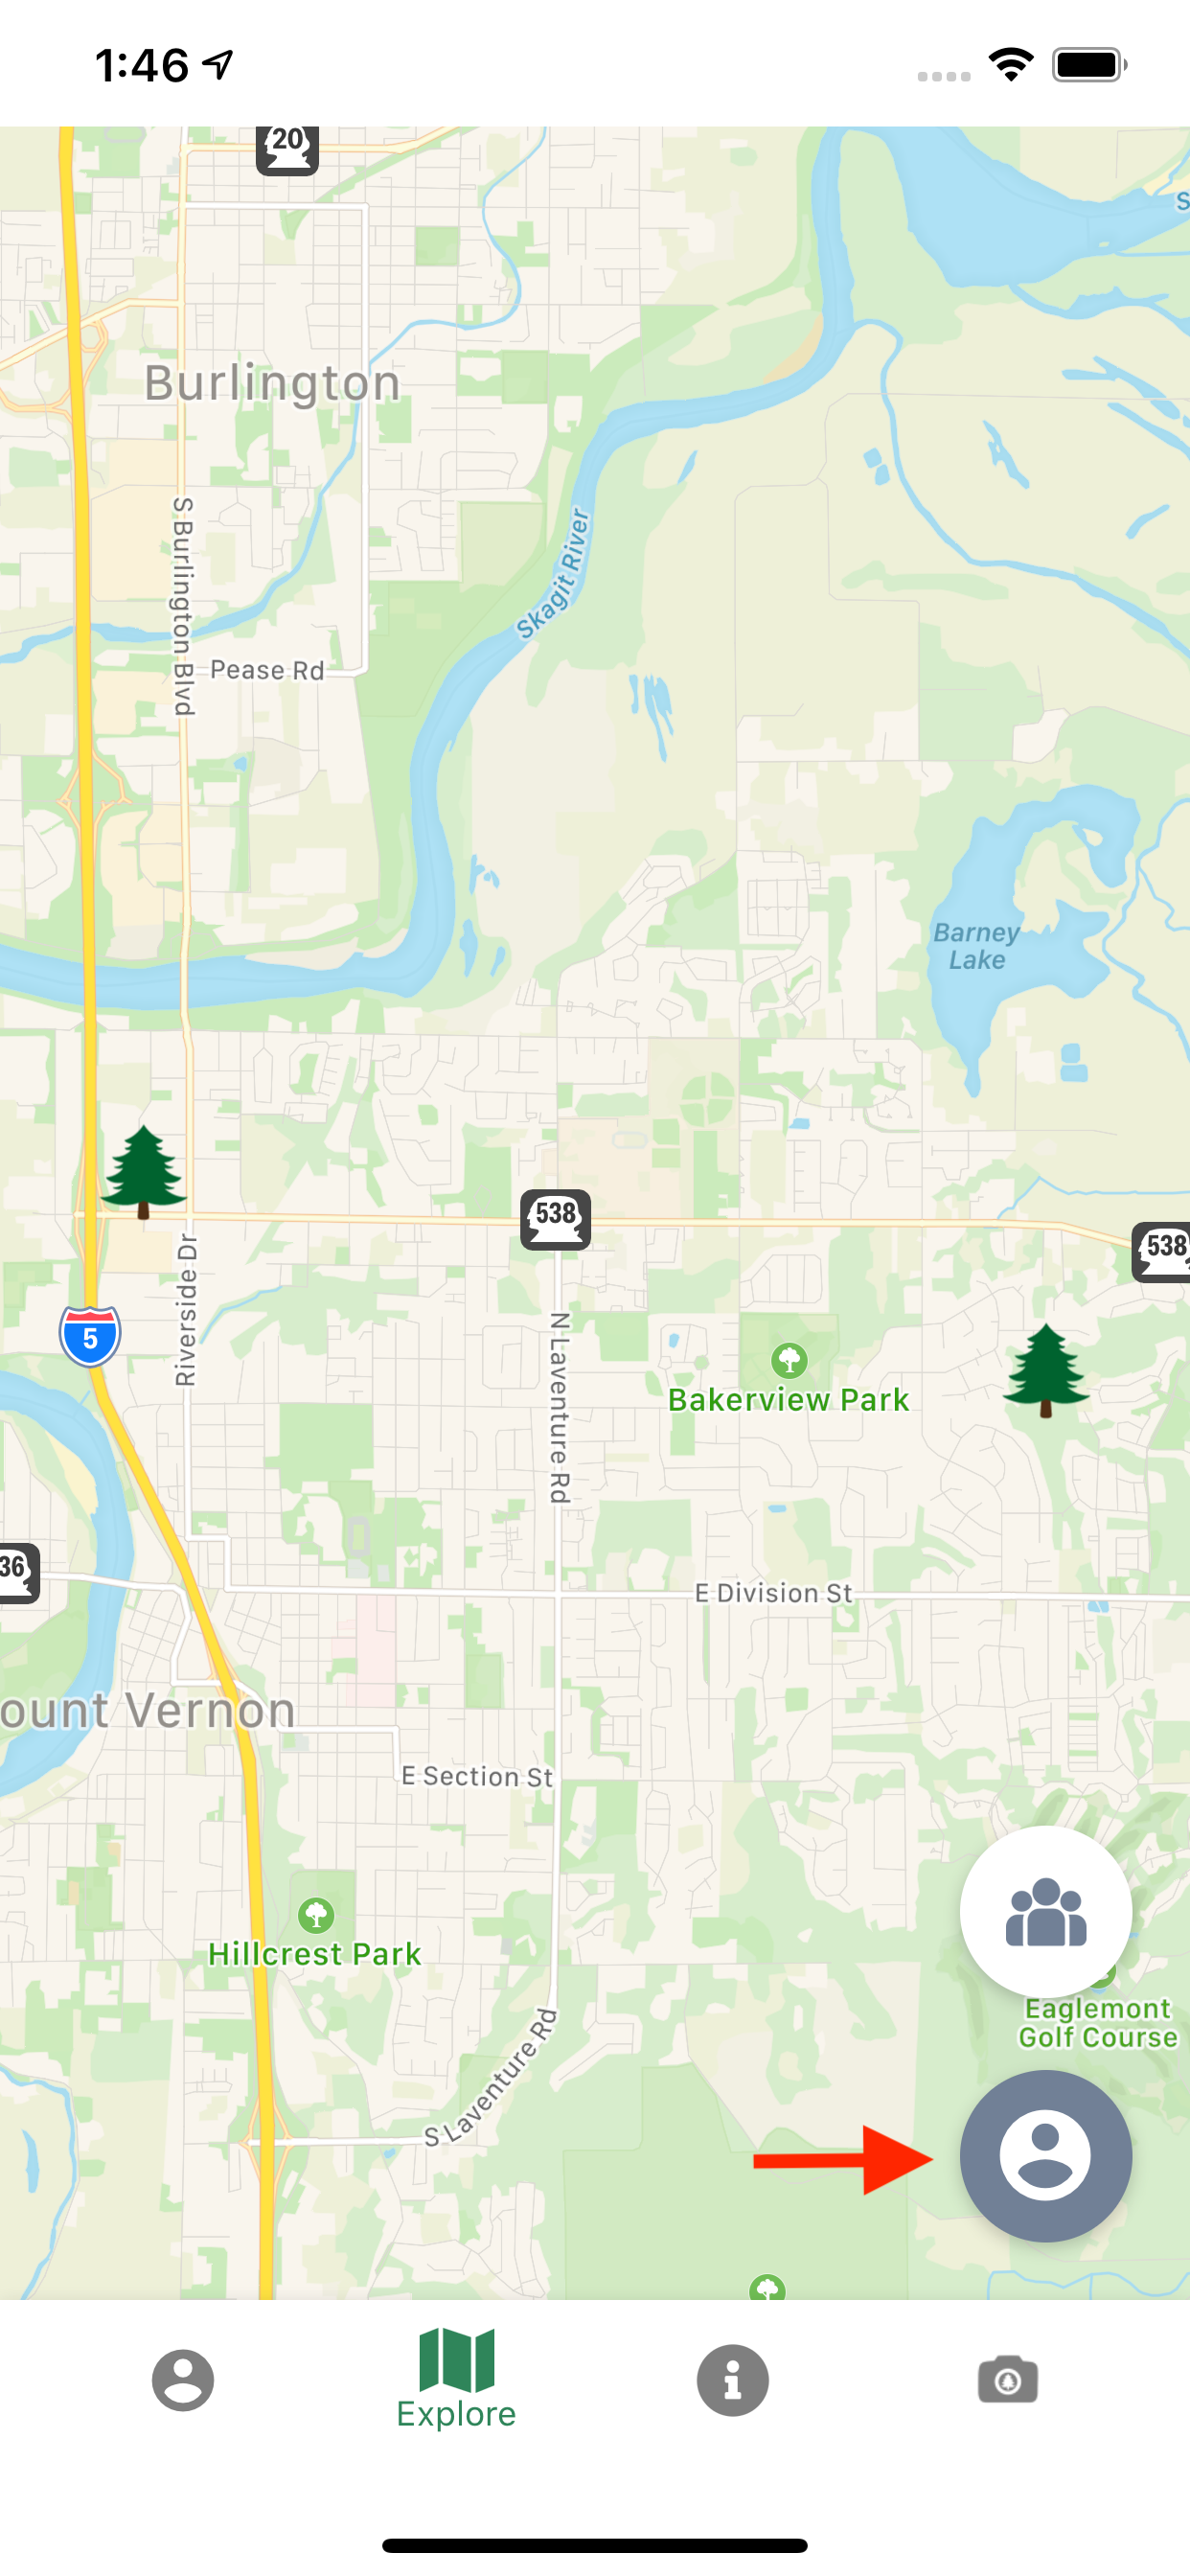 1:46
20
S
Burlington
S Burlington Blvd
Skagit River
Pease Rd
Barney
Lake
538
538
Riverside Dr
5
N Laventure Rd
Bakerview Park
36
E Division St
ount Vernon
E Section St
Hillcrest Park
Eaglemont
Golf Course
S Laventure Rd
Explore